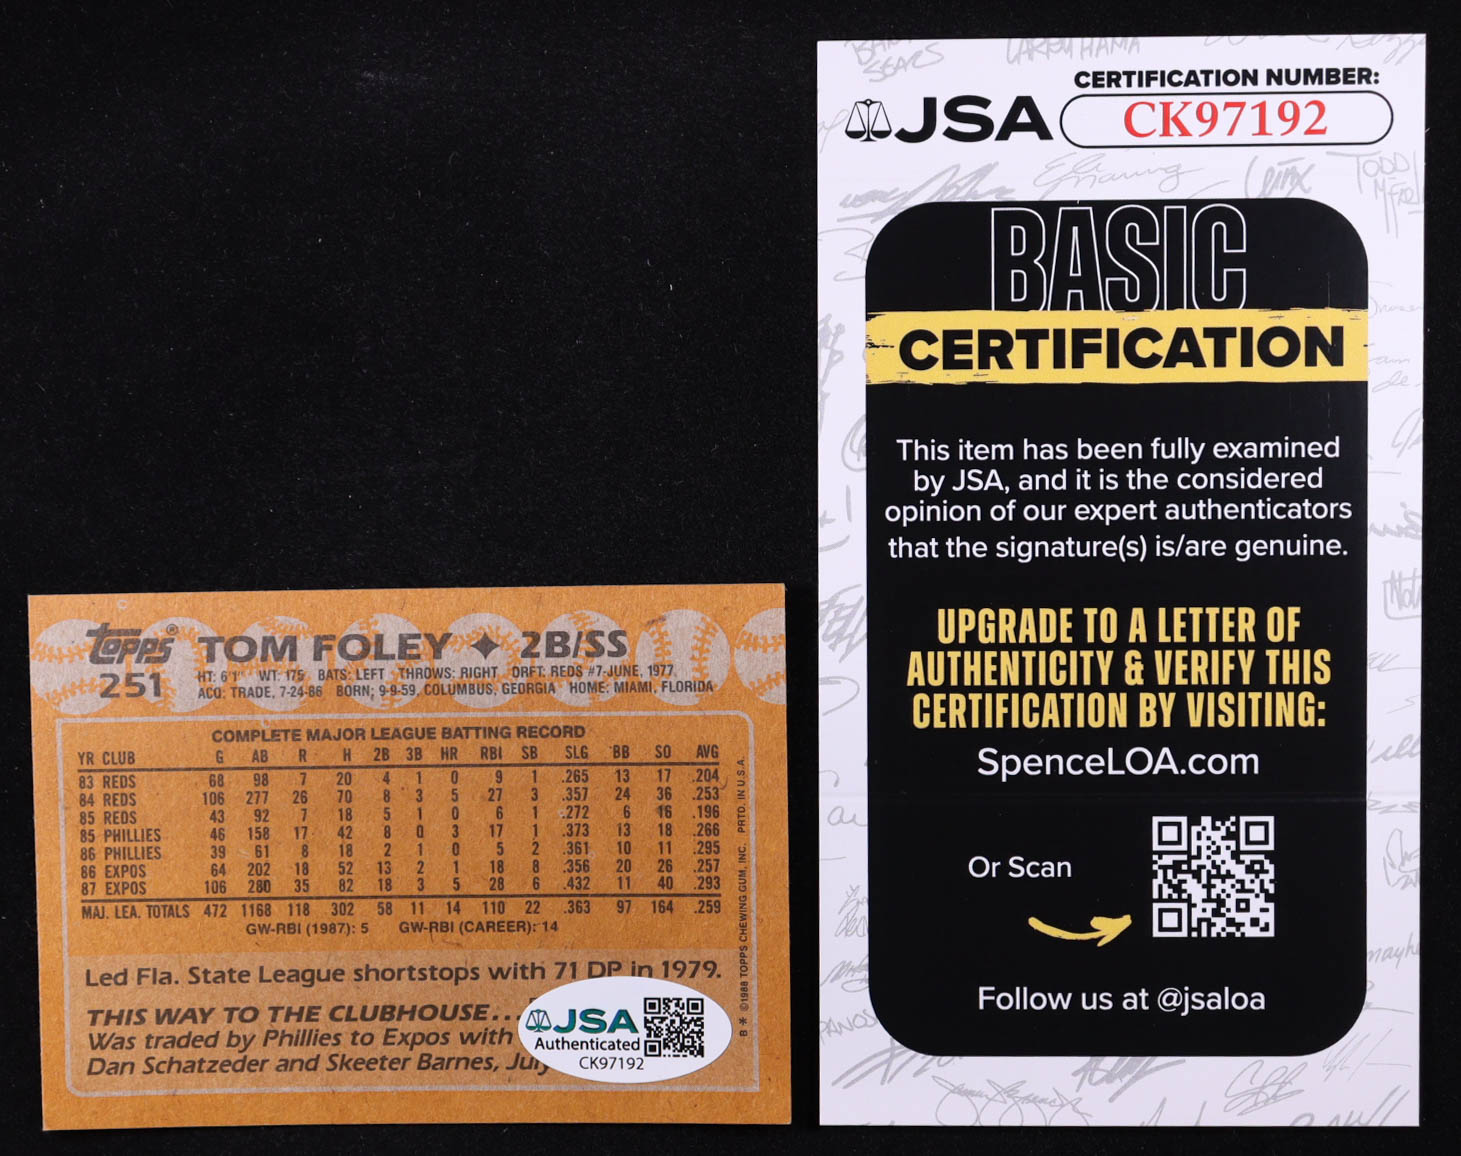 topps®
251
TOM FOLEY ✦ 2B/SS
HT: 6'1" WT: 175 BATS: LEFT THROWS: RIGHT DRFT: REDS #7-JUNE, 1977
ACQ: TRADE, 7-24-86 BORN: 9-9-59, COLUMBUS, GEORGIA HOME: MIAMI, FLORIDA
COMPLETE MAJOR LEAGUE BATTING RECORD
YR CLUB G AB R H 2B 3B HR RBI SB SLG BB SO AVG
83 REDS 68 98 7 20 4 1 0 9 1 .265 13 17 .204
84 REDS 106 277 26 70 8 3 5 27 3 .357 24 36 .253
85 REDS 43 92 7 18 5 1 0 6 1 .272 6 16 .196
85 PHILLIES 46 158 17 42 8 0 3 17 1 .373 13 18 .266
86 PHILLIES 39 61 8 18 2 1 0 5 2 .361 10 11 .295
86 EXPOS 64 202 18 52 13 2 1 18 8 .356 20 26 .257
87 EXPOS 106 280 35 82 18 3 5 28 6 .432 11 40 .293
MAJ. LEA. TOTALS 472 1168 118 302 58 11 14 110 22 .363 97 164 .259
GW-RBI (1987): 5 GW-RBI (CAREER): 14
Led Fla. State League shortstops with 71 DP in 1979.
THIS WAY TO THE CLUBHOUSE...
Was traded by Phillies to Expos with
Dan Schatzeder and Skeeter Barnes, July
B * ©1988 TOPPS CHEWING GUM, INC. PRTD. IN U.S.A.
JSA
Authenticated
CK97192
JSA
CERTIFICATION NUMBER:
CK97192
BASIC
CERTIFICATION
This item has been fully examined
by JSA, and it is the considered
opinion of our expert authenticators
that the signature(s) is/are genuine.
UPGRADE TO A LETTER OF
AUTHENTICITY & VERIFY THIS
CERTIFICATION BY VISITING:
SpenceLOA.com
Or Scan
Follow us at @jsaloa